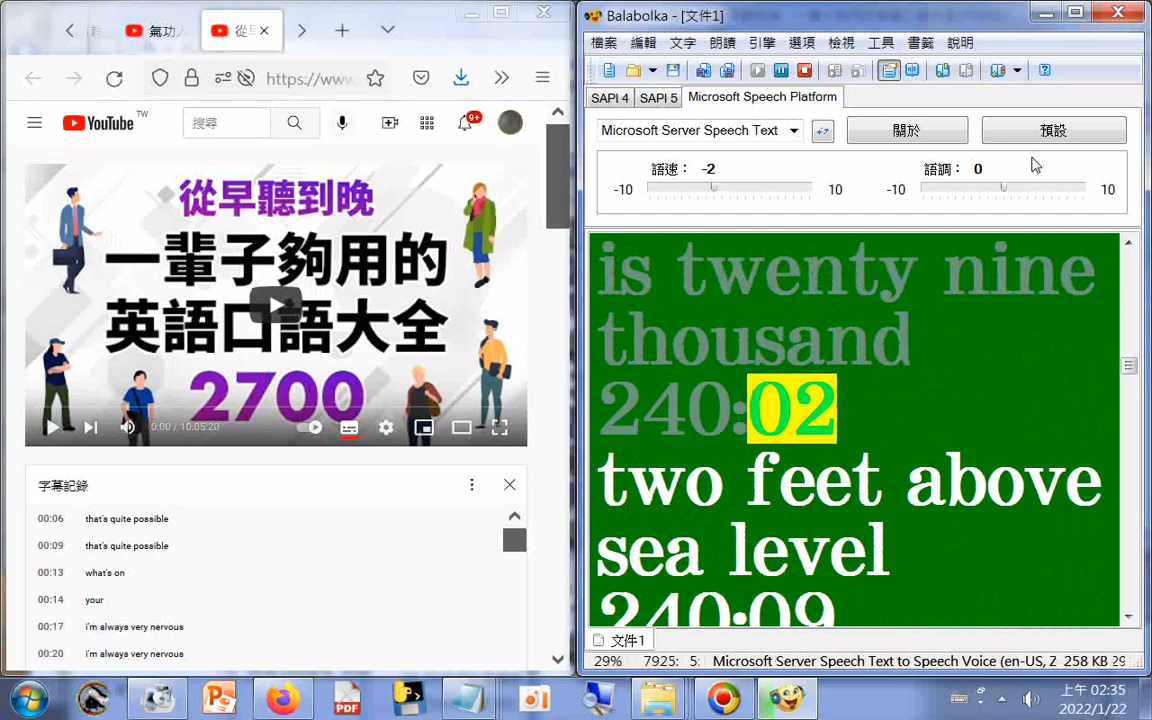 氣功
從
https://www
YouTube TW
搜尋
9+
從早聽到晚
一輩子夠用的
英語口語大全
2700
0:00 / 10:05:20
字幕記錄
00:06 that's quite possible
00:09 that's quite possible
00:13 what's on
00:14 your
00:17 i'm always very nervous
00:20 i'm always very nervous
Balabolka - [文件1]
檔案 編輯 文字 朗讀 引擎 選項 檢視 工具 書籤 說明
SAPI 4 SAPI 5 Microsoft Speech Platform
Microsoft Server Speech Text 關於 預設
語速： -2 語調： 0
-10 10 -10 10
is twenty nine
thousand
240:02
two feet above
sea level
240:09
文件1
29% 7925: 5: Microsoft Server Speech Text to Speech Voice (en-US, Z 258 KB 29
PDF
上午 02:35
2022/1/22